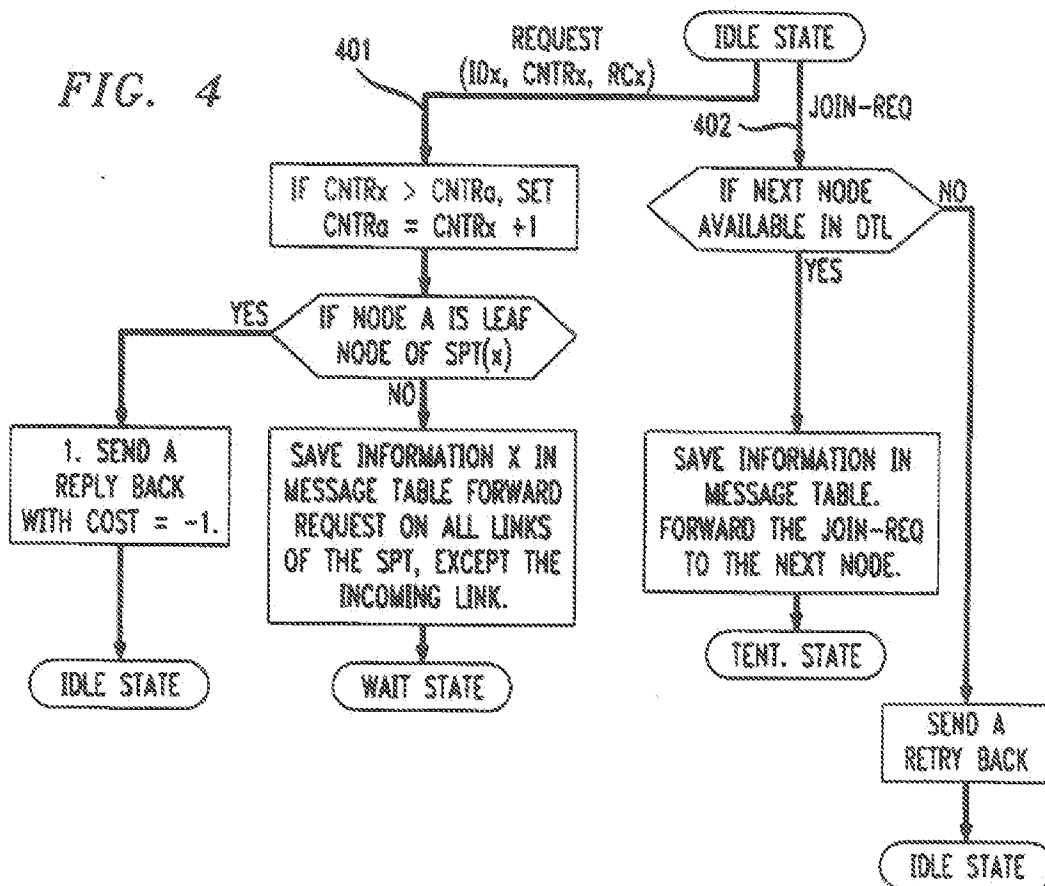 FIG. 4
401
REQUEST
(IDx, CNTRx, RCx)
IDLE STATE
402
JOIN-REQ
IF CNTRx > CNTRa, SET
CNTRa = CNTRx +1
IF NEXT NODE
AVAILABLE IN DTL
NO
YES
YES
IF NODE A IS LEAF
NODE OF SPT(x)
NO
1. SEND A
REPLY BACK
WITH COST = -1.
SAVE INFORMATION X IN
MESSAGE TABLE FORWARD
REQUEST ON ALL LINKS
OF THE SPT, EXCEPT THE
INCOMING LINK.
SAVE INFORMATION IN
MESSAGE TABLE.
FORWARD THE JOIN-REQ
TO THE NEXT NODE.
IDLE STATE
WAIT STATE
TENT. STATE
SEND A
RETRY BACK
IDLE STATE